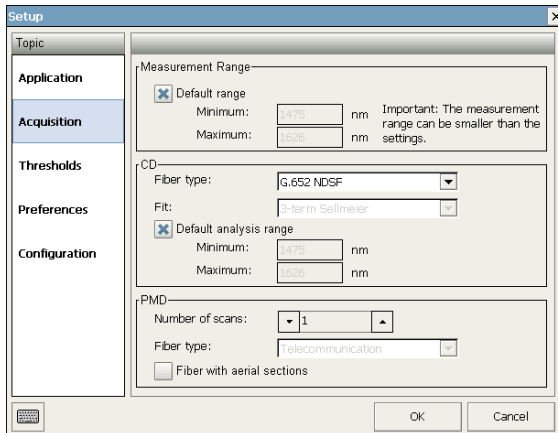 Setup
Topic
Application
Acquisition
Thresholds
Preferences
Configuration
Measurement Range
Default range
Minimum: 1475 nm
Maximum: 1626 nm
Important: The measurement
range can be smaller than the
settings.
CD
Fiber type: G.652 NDSF
Fit: 3-term Sellmeier
Default analysis range
Minimum: 1475 nm
Maximum: 1626 nm
PMD
Number of scans: 1
Fiber type: Telecommunication
Fiber with aerial sections
OK Cancel